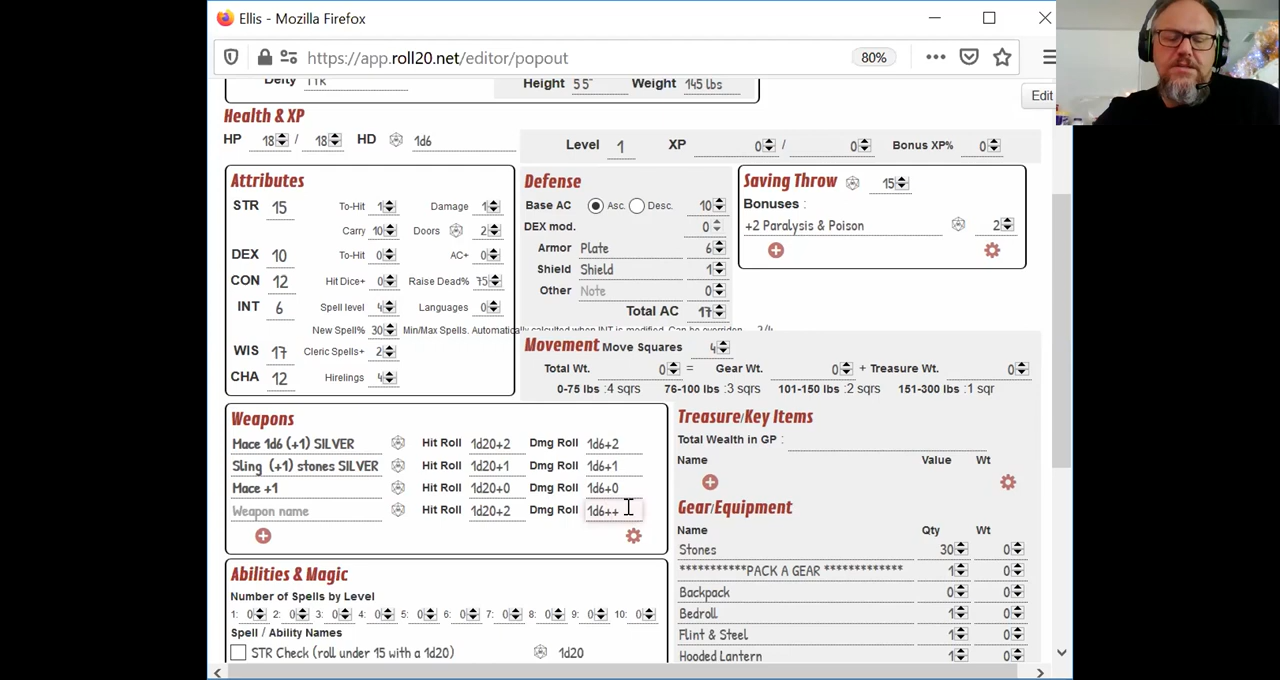 Ellis - Mozilla Firefox
https://app.roll20.net/editor/popout 80%
Deity TTK Height 5'5" Weight 145 lbs
Edit
Health & XP
HP 18 / 18 HD 1d6 Level 1 XP 0 / 0 Bonus XP% 0
Attributes
STR 15 To-Hit 1 Damage 1
Carry 10 Doors 2
DEX 10 To-Hit 0 AC+ 0
CON 12 Hit Dice+ 0 Raise Dead% 75
INT 6 Spell level 4 Languages 0
New Spell% 30 Min/Max Spells. Automatically calculted when INT is modified. Can be overriden. 2/4
WIS 17 Cleric Spells+ 2
CHA 12 Hirelings 4
Defense
Base AC Asc. Desc. 10
DEX mod. 0
Armor Plate 6
Shield Shield 1
Other Note 0
Total AC 17
Saving Throw 15
Bonuses :
+2 Paralysis & Poison 2
Movement Move Squares 4
Total Wt. 0 = Gear Wt. 0 + Treasure Wt. 0
0-75 lbs :4 sqrs 76-100 lbs :3 sqrs 101-150 lbs :2 sqrs 151-300 lbs :1 sqr
Weapons
Mace 1d6 (+1) SILVER Hit Roll 1d20+2 Dmg Roll 1d6+2
Sling (+1) stones SILVER Hit Roll 1d20+1 Dmg Roll 1d6+1
Mace +1 Hit Roll 1d20+0 Dmg Roll 1d6+0
Weapon name Hit Roll 1d20+2 Dmg Roll 1d6++
Treasure/Key Items
Total Wealth in GP :
Name Value Wt
Gear/Equipment
Name Qty Wt
Stones 30 0
***********PACK A GEAR ************* 1 0
Backpack 0 0
Bedroll 1 0
Flint & Steel 1 0
Hooded Lantern 1 0
Abilities & Magic
Number of Spells by Level
1: 0 2: 0 3: 0 4: 0 5: 0 6: 0 7: 0 8: 0 9: 0 10: 0
Spell / Ability Names
STR Check (roll under 15 with a 1d20) 1d20